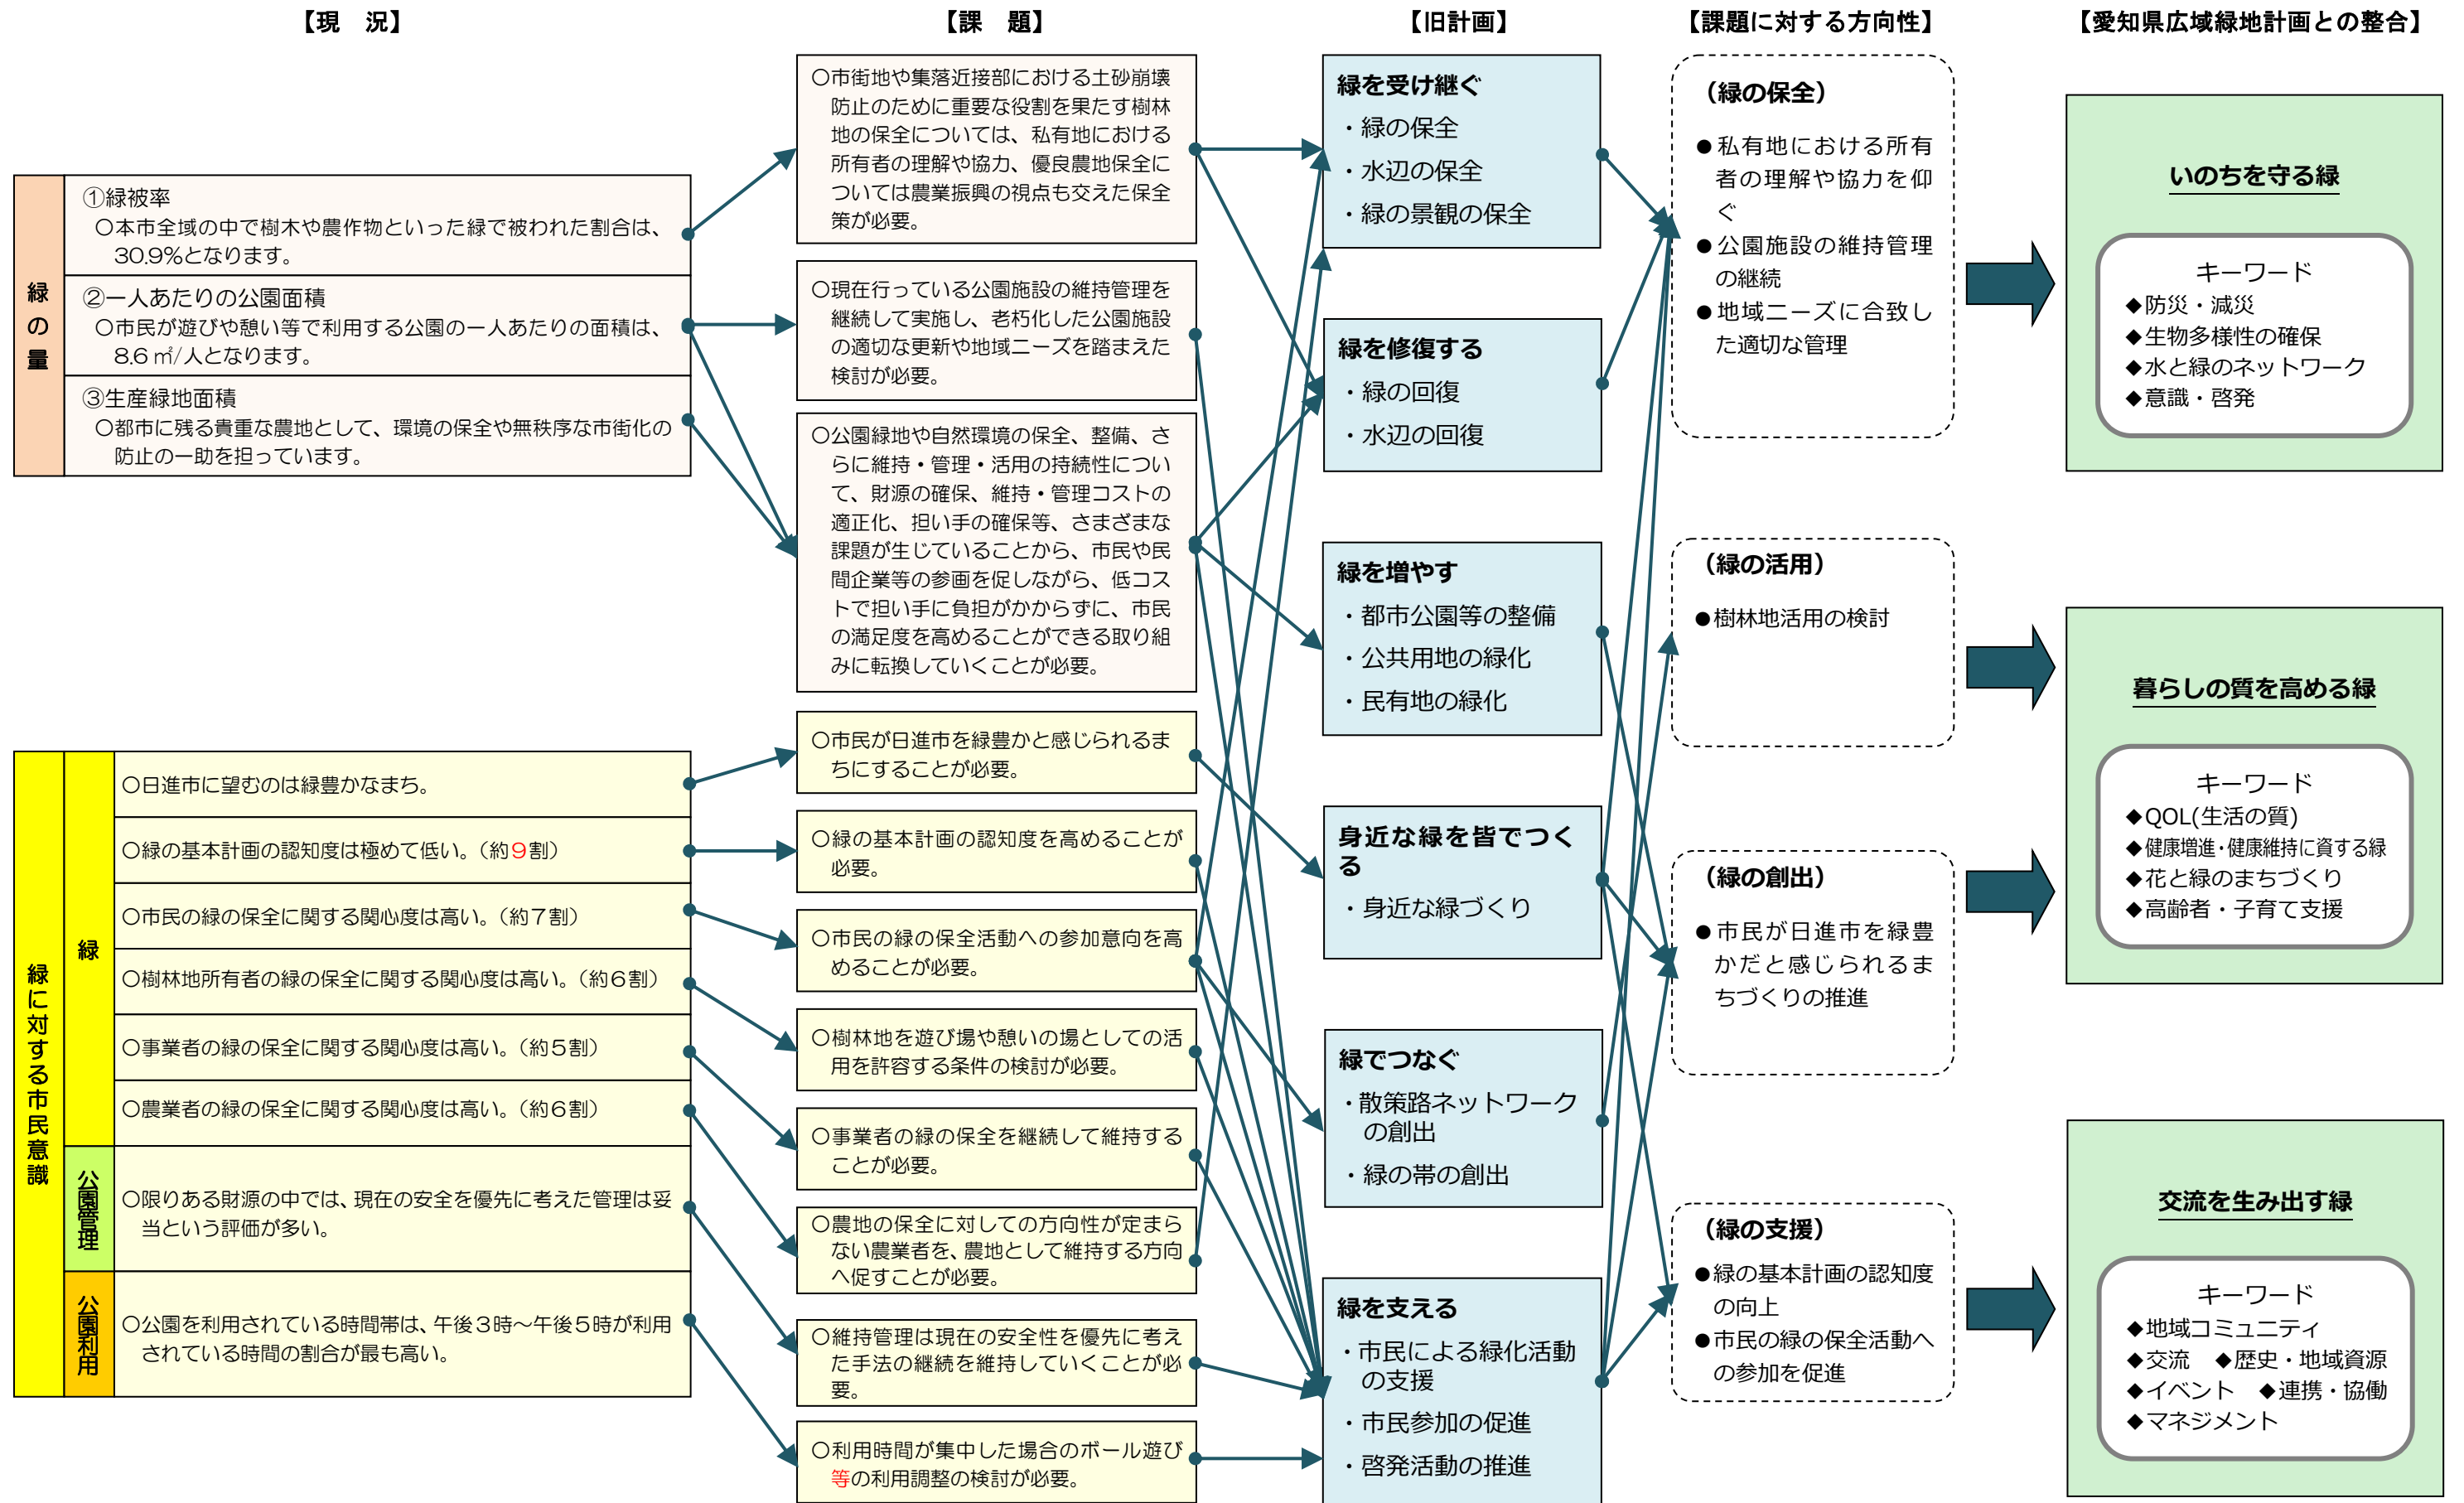 【現　況】
緑の量
①緑被率
〇本市全域の中で樹木や農作物といった緑で被われた割合は、
30.9%となります。
②一人あたりの公園面積
〇市民が遊びや憩い等で利用する公園の一人あたりの面積は、
8.6㎡/人となります。
③生産緑地面積
〇都市に残る貴重な農地として、環境の保全や無秩序な市街化の
防止の一助を担っています。
緑に対する市民意識
緑
〇日進市に望むのは緑豊かなまち。
〇緑の基本計画の認知度は極めて低い。（約９割）
〇市民の緑の保全に関する関心度は高い。（約７割）
〇樹林地所有者の緑の保全に関する関心度は高い。（約６割）
〇事業者の緑の保全に関する関心度は高い。（約５割）
〇農業者の緑の保全に関する関心度は高い。（約６割）
公園管理
〇限りある財源の中では、現在の安全を優先に考えた管理は妥
当という評価が多い。
公園利用
〇公園を利用されている時間帯は、午後３時～午後５時が利用
されている時間の割合が最も高い。
【課　題】
〇市街地や集落近接部における土砂崩壊
防止のために重要な役割を果たす樹林
地の保全については、私有地における
所有者の理解や協力、優良農地保全に
ついては農業振興の視点も交えた保全
策が必要。
〇現在行っている公園施設の維持管理を
継続して実施し、老朽化した公園施設
の適切な更新や地域ニーズを踏まえた
検討が必要。
〇公園緑地や自然環境の保全、整備、さ
らに維持・管理・活用の持続性につい
て、財源の確保、維持・管理コストの
適正化、担い手の確保等、さまざまな
課題が生じていることから、市民や民
間企業等の参画を促しながら、低コス
トで担い手に負担がかからずに、市民
の満足度を高めることができる取り組
みに転換していくことが必要。
〇市民が日進市を緑豊かと感じられるま
ちにすることが必要。
〇緑の基本計画の認知度を高めることが
必要。
〇市民の緑の保全活動への参加意向を高
めることが必要。
〇樹林地を遊び場や憩いの場としての活
用を許容する条件の検討が必要。
〇事業者の緑の保全を継続して維持する
ことが必要。
〇農地の保全に対しての方向性が定まら
ない農業者を、農地として維持する方向
へ促すことが必要。
〇維持管理は現在の安全性を優先に考え
た手法の継続を維持していくことが必
要。
〇利用時間が集中した場合のボール遊び
等の利用調整の検討が必要。
【旧計画】
緑を受け継ぐ
・緑の保全
・水辺の保全
・緑の景観の保全
緑を修復する
・緑の回復
・水辺の回復
緑を増やす
・都市公園等の整備
・公共用地の緑化
・民有地の緑化
身近な緑を皆でつく
る
・身近な緑づくり
緑でつなぐ
・散策路ネットワーク
の創出
・緑の帯の創出
緑を支える
・市民による緑化活動
の支援
・市民参加の促進
・啓発活動の推進
【課題に対する方向性】
（緑の保全）
●私有地における所有
者の理解や協力を仰
ぐ
●公園施設の維持管理
の継続
●地域ニーズに合致し
た適切な管理
（緑の活用）
●樹林地活用の検討
（緑の創出）
●市民が日進市を緑豊
かだと感じられるま
ちづくりの推進
（緑の支援）
●緑の基本計画の認知度
の向上
●市民の緑の保全活動へ
の参加を促進
【愛知県広域緑地計画との整合】
いのちを守る緑
キーワード
◆防災・減災
◆生物多様性の確保
◆水と緑のネットワーク
◆意識・啓発
暮らしの質を高める緑
キーワード
◆QOL(生活の質)
◆健康増進・健康維持に資する緑
◆花と緑のまちづくり
◆高齢者・子育て支援
交流を生み出す緑
キーワード
◆地域コミュニティ
◆交流　◆歴史・地域資源
◆イベント　◆連携・協働
◆マネジメント